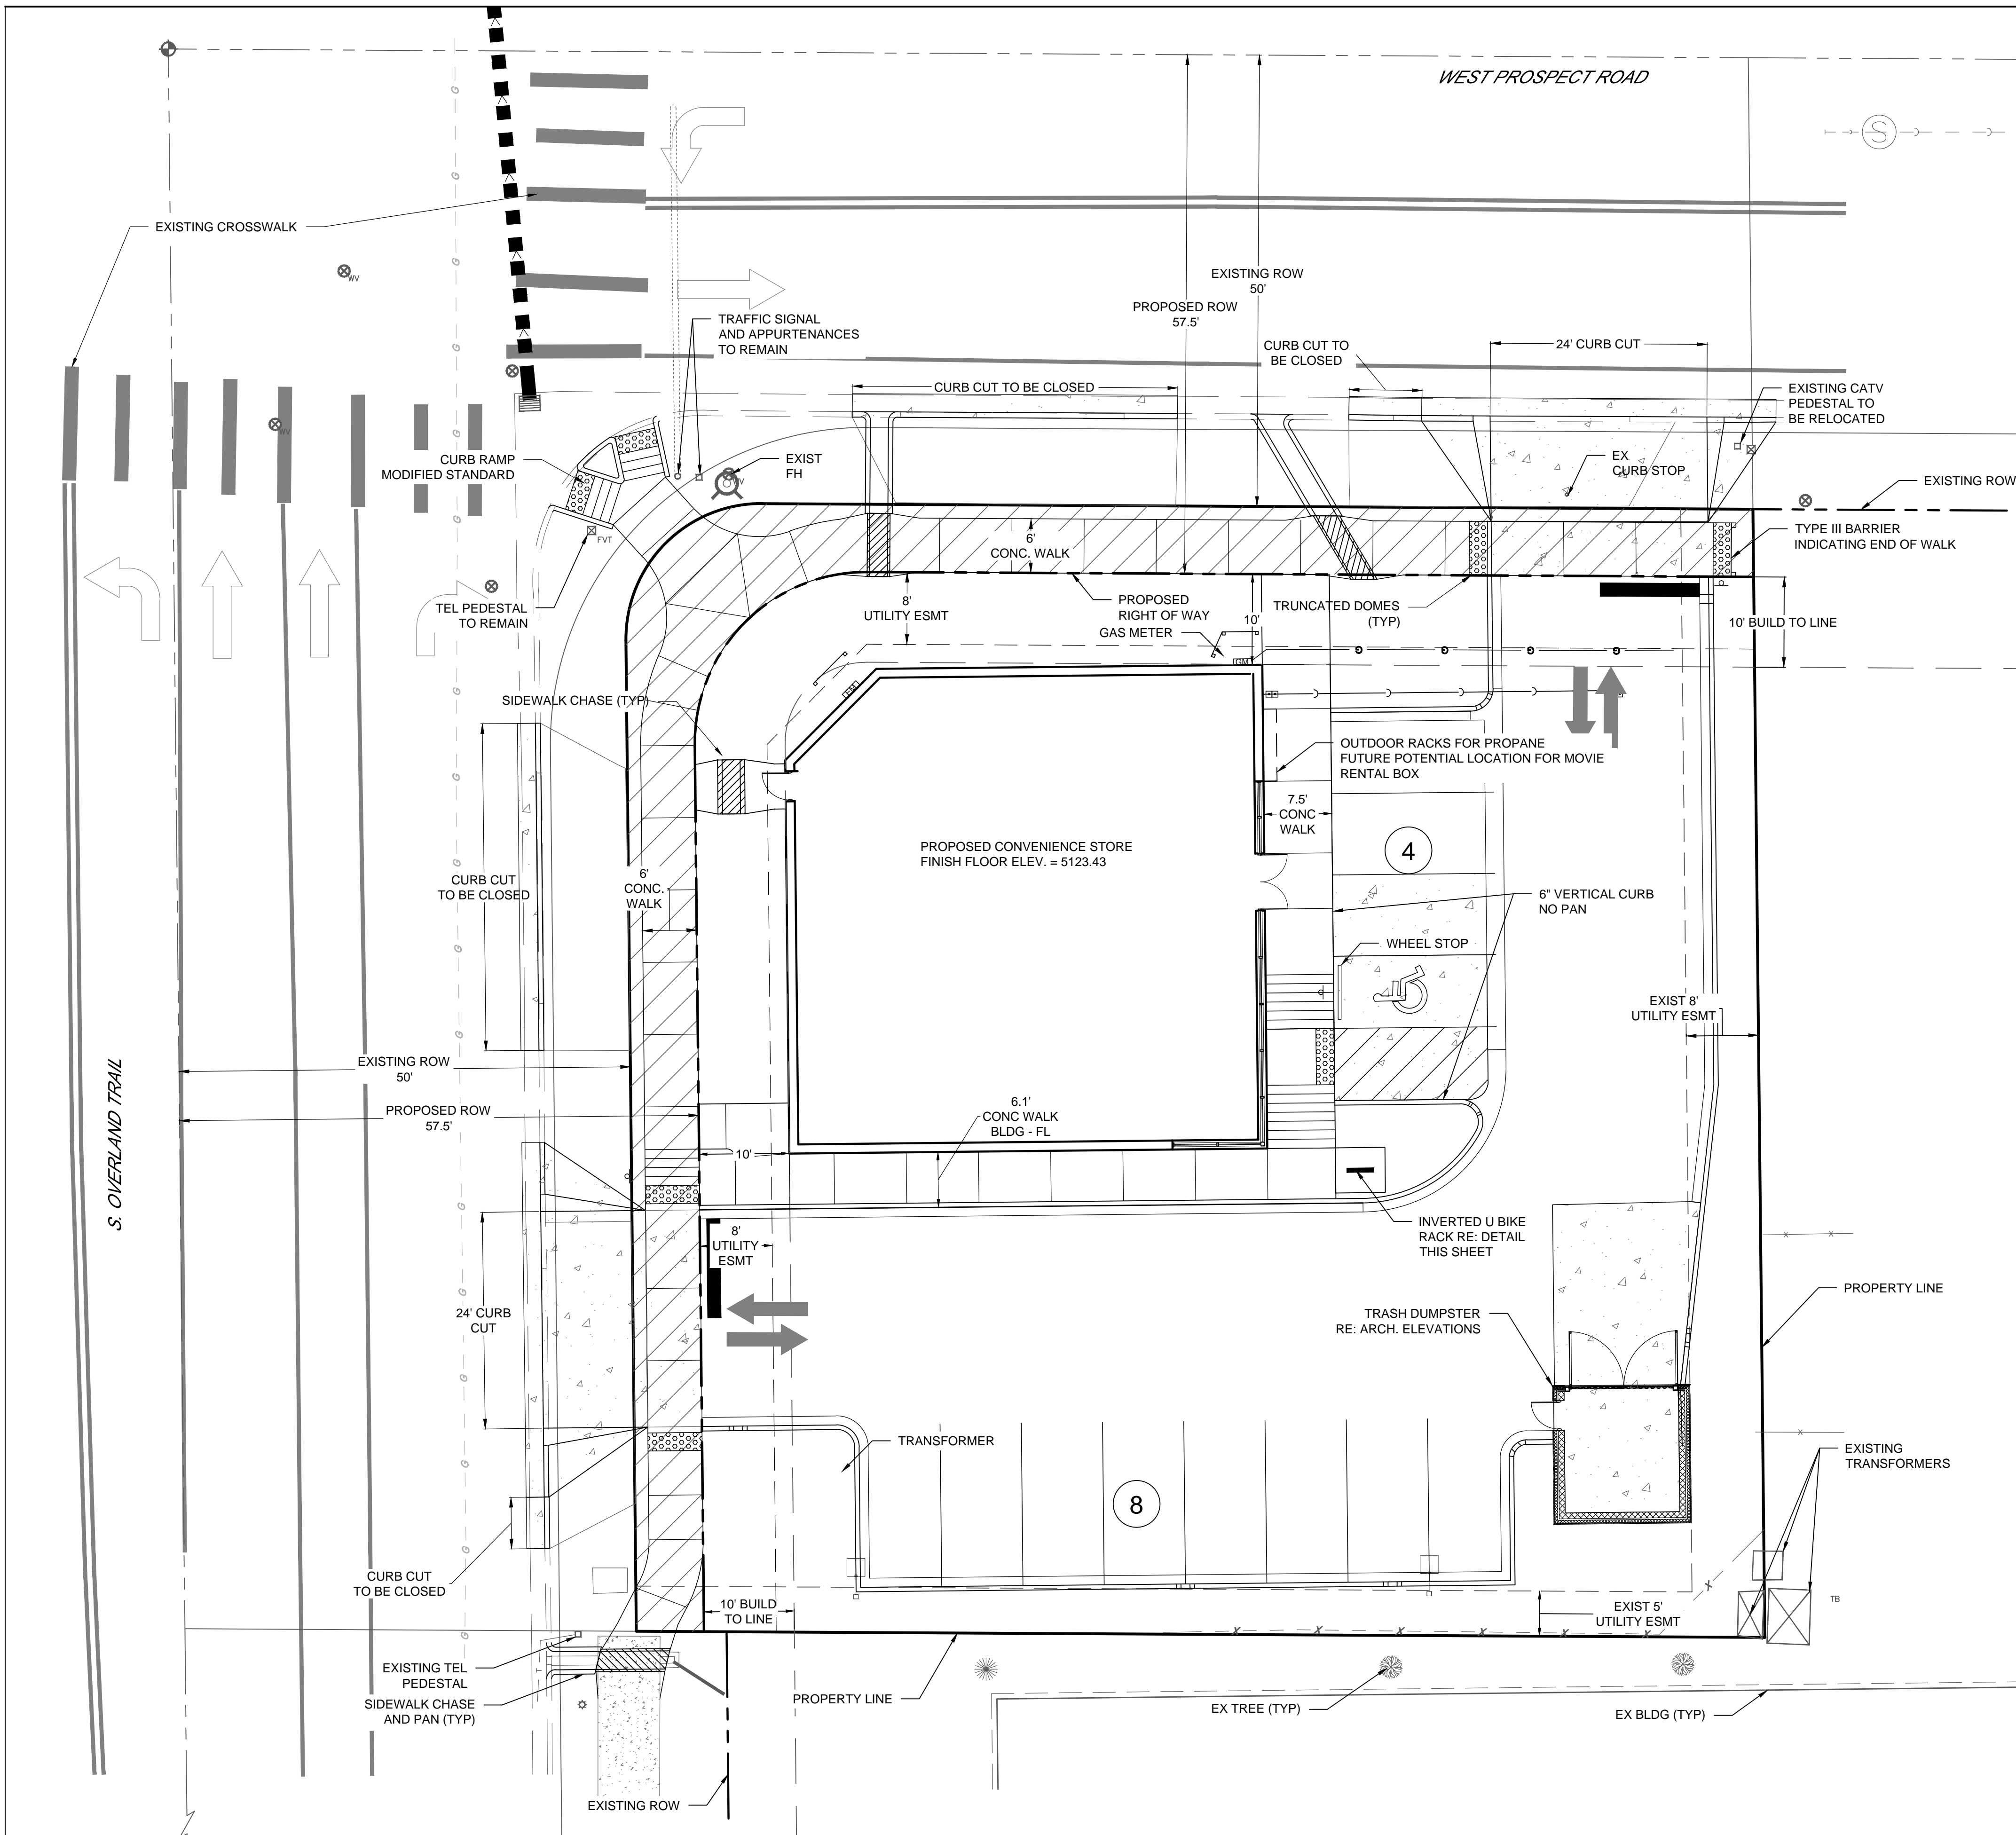 WEST PROSPECT ROAD
S
EXISTING CROSSWALK
WV
EXISTING ROW
50'
PROPOSED ROW
57.5'
TRAFFIC SIGNAL
AND APPURTENANCES
TO REMAIN
CURB CUT TO
BE CLOSED
24' CURB CUT
CURB CUT TO BE CLOSED
EXISTING CATV
PEDESTAL TO
BE RELOCATED
WV
CURB RAMP
MODIFIED STANDARD
EXIST
FH
WV
EX
CURB STOP
EXISTING ROW
FVT
6'
CONC. WALK
TYPE III BARRIER
INDICATING END OF WALK
TEL PEDESTAL
TO REMAIN
8'
UTILITY ESMT
PROPOSED
RIGHT OF WAY
10'
TRUNCATED DOMES
(TYP)
GAS METER
10' BUILD TO LINE
GM
EM
SIDEWALK CHASE (TYP)
OUTDOOR RACKS FOR PROPANE
FUTURE POTENTIAL LOCATION FOR MOVIE
RENTAL BOX
7.5'
CONC
WALK
4
PROPOSED CONVENIENCE STORE
FINISH FLOOR ELEV. = 5123.43
CURB CUT
TO BE CLOSED
6'
CONC.
WALK
6" VERTICAL CURB
NO PAN
WHEEL STOP
EXIST 8'
UTILITY ESMT
S. OVERLAND TRAIL
EXISTING ROW
50'
PROPOSED ROW
57.5'
6.1'
CONC WALK
BLDG - FL
10'
8'
UTILITY
ESMT
INVERTED U BIKE
RACK RE: DETAIL
THIS SHEET
PROPERTY LINE
24' CURB
CUT
TRASH DUMPSTER
RE: ARCH. ELEVATIONS
TRANSFORMER
EXISTING
TRANSFORMERS
8
CURB CUT
TO BE CLOSED
10' BUILD
TO LINE
EXIST 5'
UTILITY ESMT
TB
EXISTING TEL
PEDESTAL
SIDEWALK CHASE
AND PAN (TYP)
PROPERTY LINE
EX TREE (TYP)
EX BLDG (TYP)
EXISTING ROW